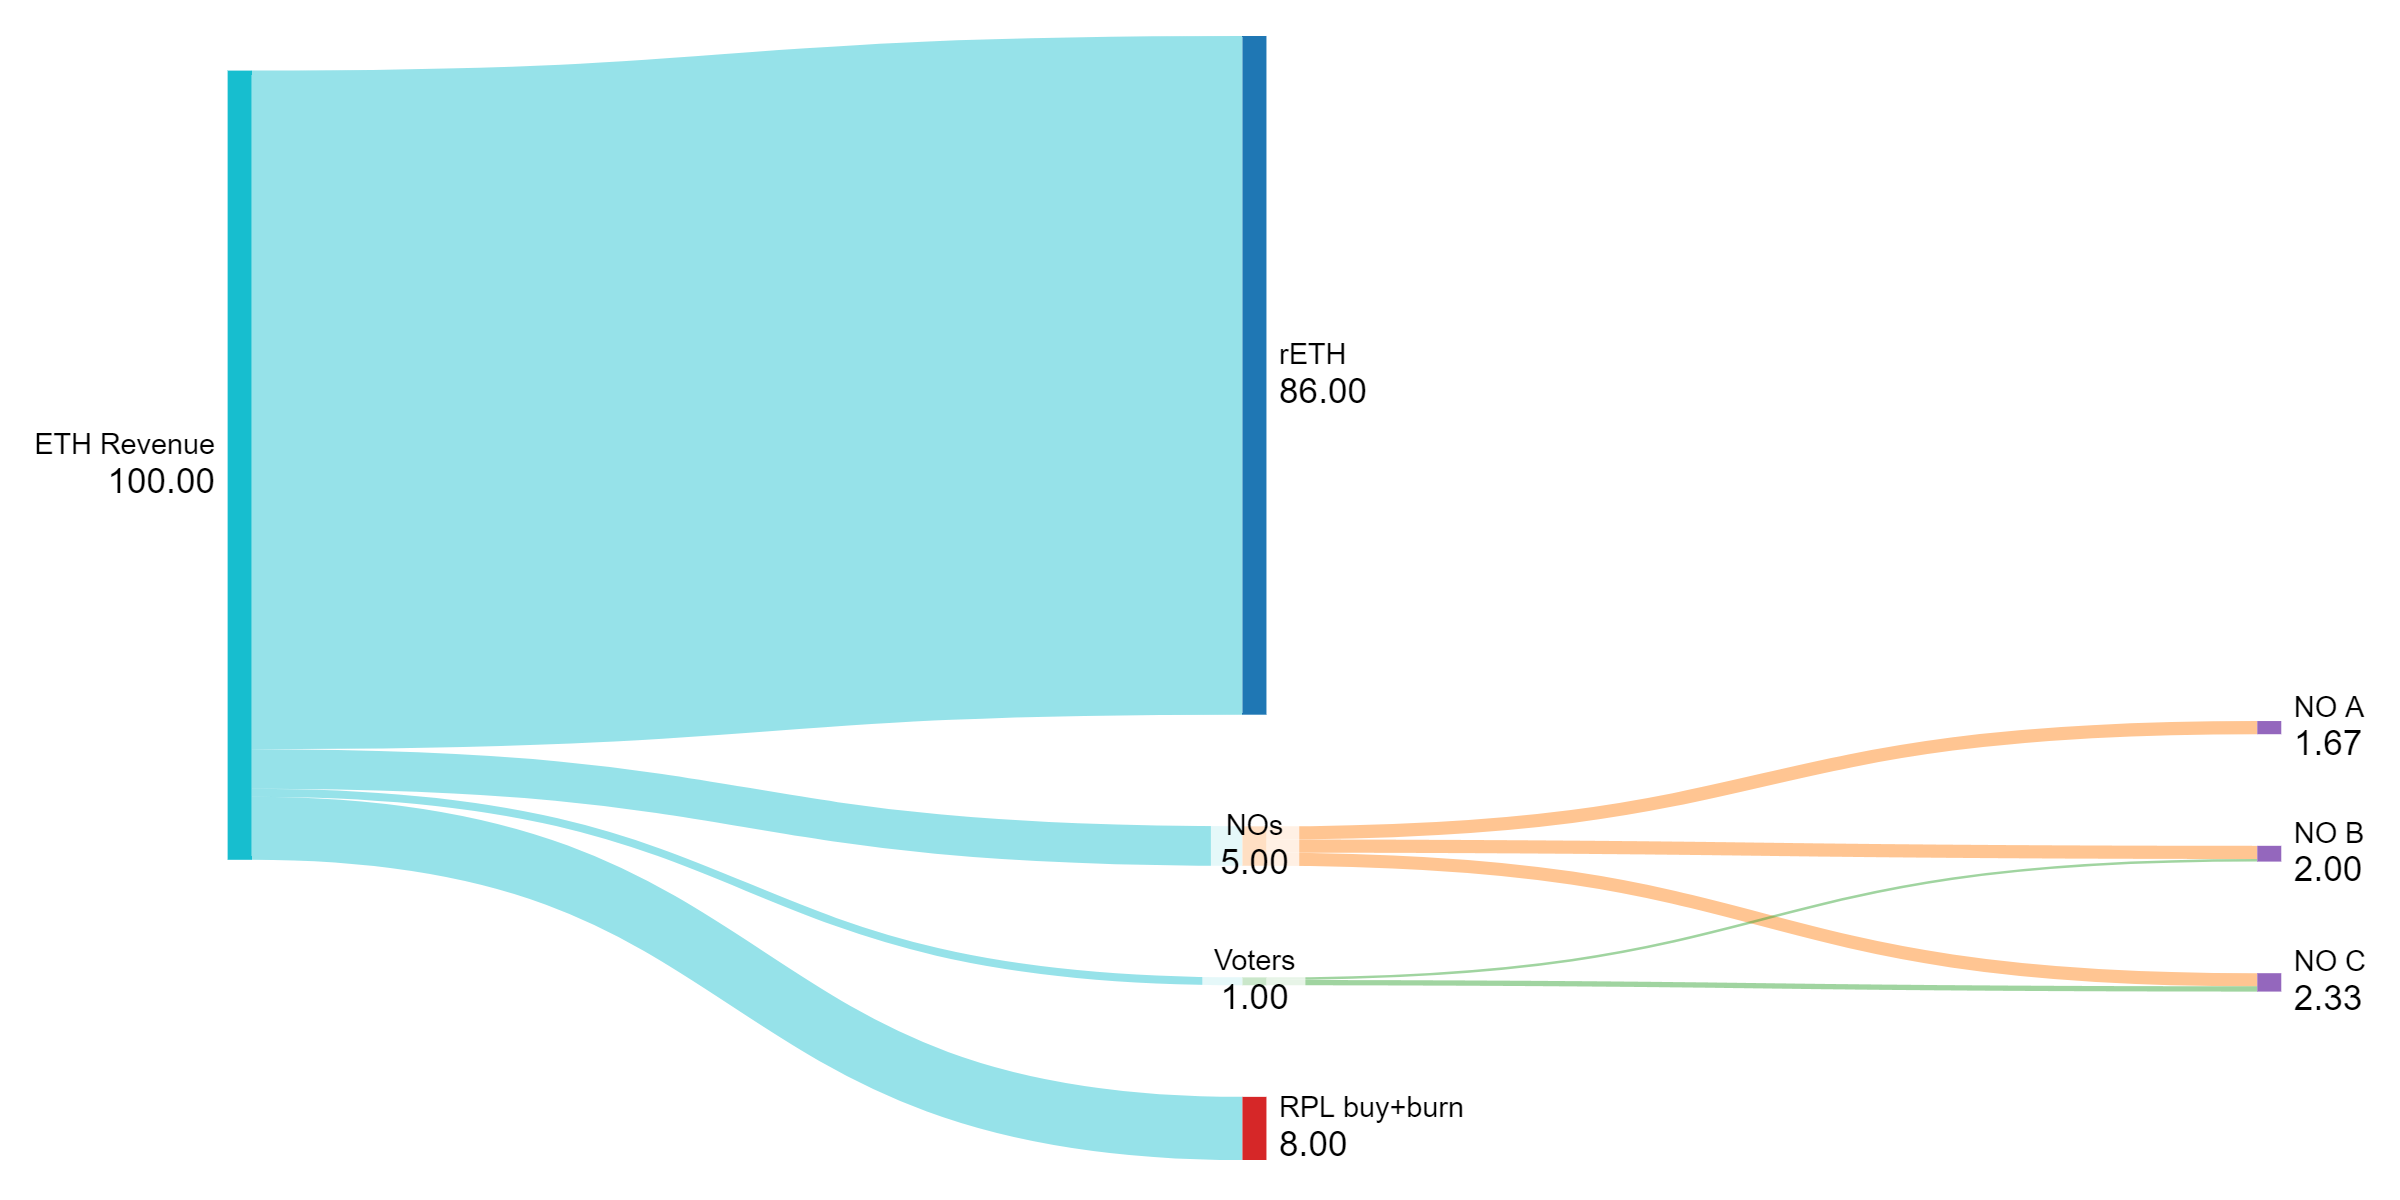 ETH Revenue
100.00
rETH
86.00
NOs
5.00
Voters
1.00
RPL buy+burn
8.00
NO A
1.67
NO B
2.00
NO C
2.33